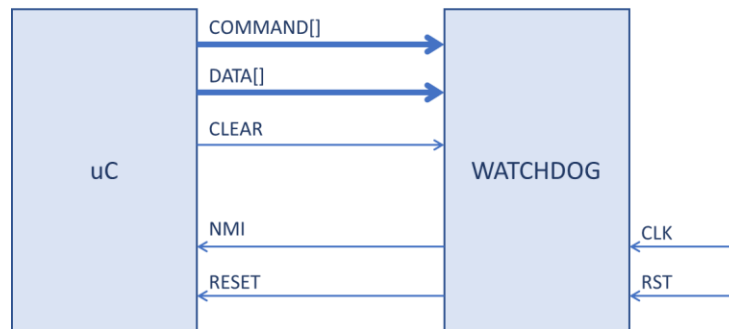 COMMAND[]
DATA[]
CLEAR
uC
WATCHDOG
NMI
CLK
RESET
RST